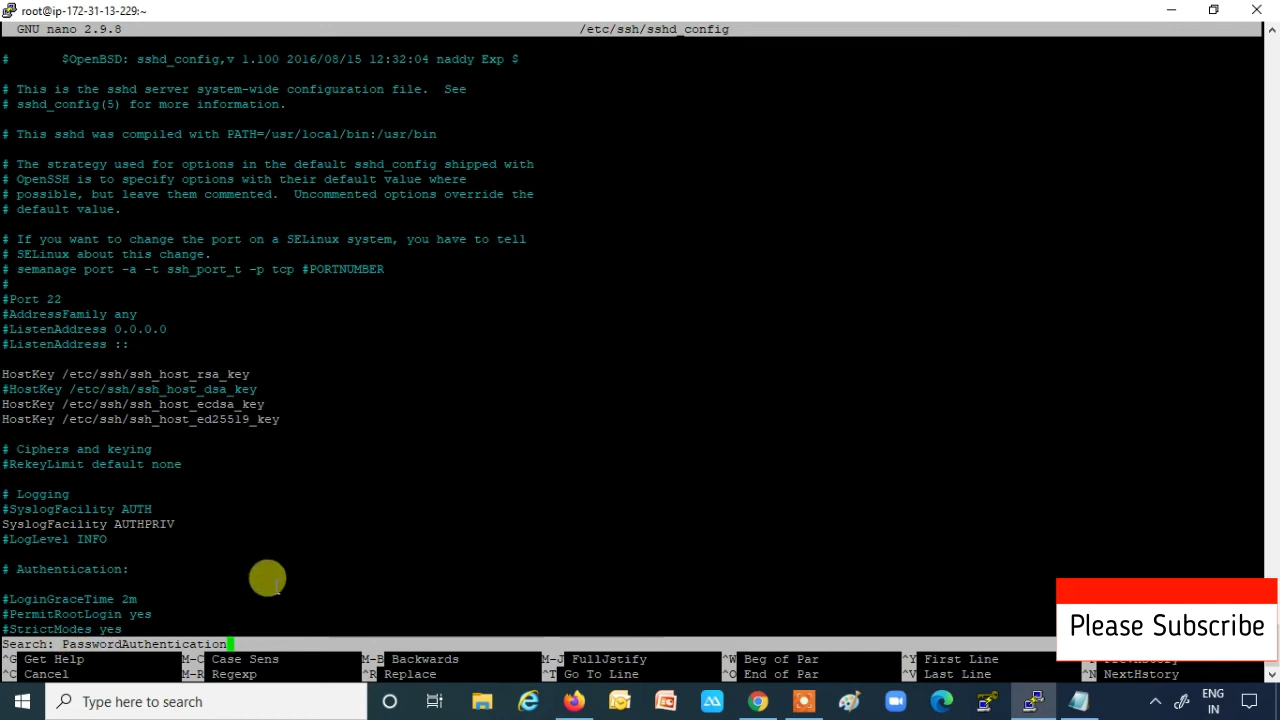 root@ip-172-31-13-229:~
GNU nano 2.9.8 /etc/ssh/sshd_config
# $OpenBSD: sshd_config,v 1.100 2016/08/15 12:32:04 naddy Exp $
# This is the sshd server system-wide configuration file. See
# sshd_config(5) for more information.
# This sshd was compiled with PATH=/usr/local/bin:/usr/bin
# The strategy used for options in the default sshd_config shipped with
# OpenSSH is to specify options with their default value where
# possible, but leave them commented. Uncommented options override the
# default value.
# If you want to change the port on a SELinux system, you have to tell
# SELinux about this change.
# semanage port -a -t ssh_port_t -p tcp #PORTNUMBER
#
#Port 22
#AddressFamily any
#ListenAddress 0.0.0.0
#ListenAddress ::
HostKey /etc/ssh/ssh_host_rsa_key
#HostKey /etc/ssh/ssh_host_dsa_key
HostKey /etc/ssh/ssh_host_ecdsa_key
HostKey /etc/ssh/ssh_host_ed25519_key
# Ciphers and keying
#RekeyLimit default none
# Logging
#SyslogFacility AUTH
SyslogFacility AUTHPRIV
#LogLevel INFO
# Authentication:
#LoginGraceTime 2m
#PermitRootLogin yes
#StrictModes yes
Please Subscribe
Search: PasswordAuthentication
^G Get Help M-C Case Sens M-B Backwards M-J FullJstify ^W Beg of Par ^Y First Line
^C Cancel M-R Regexp ^R Replace ^T Go To Line ^O End of Par ^V Last Line ^N NextHstory
Type here to search
ENG
IN